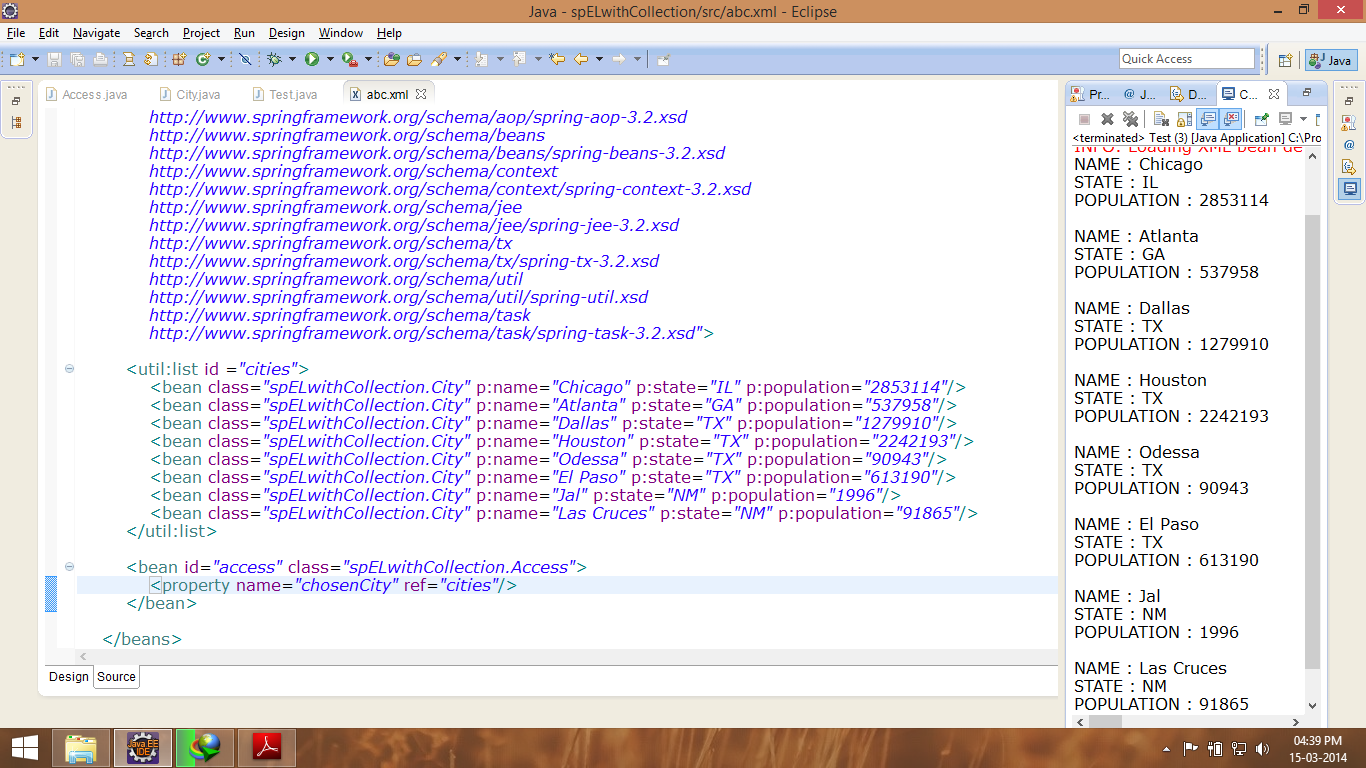 Java - spELwithCollection/src/abc.xml - Eclipse
File Edit Navigate Search Project Run Design Window Help
Quick Access
Java
Access.java
City.java
Test.java
abc.xml
http://www.springframework.org/schema/aop/spring-aop-3.2.xsd
http://www.springframework.org/schema/beans
http://www.springframework.org/schema/beans/spring-beans-3.2.xsd
http://www.springframework.org/schema/context
http://www.springframework.org/schema/context/spring-context-3.2.xsd
http://www.springframework.org/schema/jee
http://www.springframework.org/schema/jee/spring-jee-3.2.xsd
http://www.springframework.org/schema/tx
http://www.springframework.org/schema/tx/spring-tx-3.2.xsd
http://www.springframework.org/schema/util
http://www.springframework.org/schema/util/spring-util.xsd
http://www.springframework.org/schema/task
http://www.springframework.org/schema/task/spring-task-3.2.xsd">
<util:list id ="cities">
<bean class="spELwithCollection.City" p:name="Chicago" p:state="IL" p:population="2853114"/>
<bean class="spELwithCollection.City" p:name="Atlanta" p:state="GA" p:population="537958"/>
<bean class="spELwithCollection.City" p:name="Dallas" p:state="TX" p:population="1279910"/>
<bean class="spELwithCollection.City" p:name="Houston" p:state="TX" p:population="2242193"/>
<bean class="spELwithCollection.City" p:name="Odessa" p:state="TX" p:population="90943"/>
<bean class="spELwithCollection.City" p:name="El Paso" p:state="TX" p:population="613190"/>
<bean class="spELwithCollection.City" p:name="Jal" p:state="NM" p:population="1996"/>
<bean class="spELwithCollection.City" p:name="Las Cruces" p:state="NM" p:population="91865"/>
</util:list>
<bean id="access" class="spELwithCollection.Access">
<property name="chosenCity" ref="cities"/>
</bean>
</beans>
Design Source
Pr... @ J... D... C...
<terminated> Test (3) [Java Application] C:\Pro
INFO: Loading XML bean de
NAME : Chicago
STATE : IL
POPULATION : 2853114
NAME : Atlanta
STATE : GA
POPULATION : 537958
NAME : Dallas
STATE : TX
POPULATION : 1279910
NAME : Houston
STATE : TX
POPULATION : 2242193
NAME : Odessa
STATE : TX
POPULATION : 90943
NAME : El Paso
STATE : TX
POPULATION : 613190
NAME : Jal
STATE : NM
POPULATION : 1996
NAME : Las Cruces
STATE : NM
POPULATION : 91865
Java EE
IDE
04:39 PM
15-03-2014